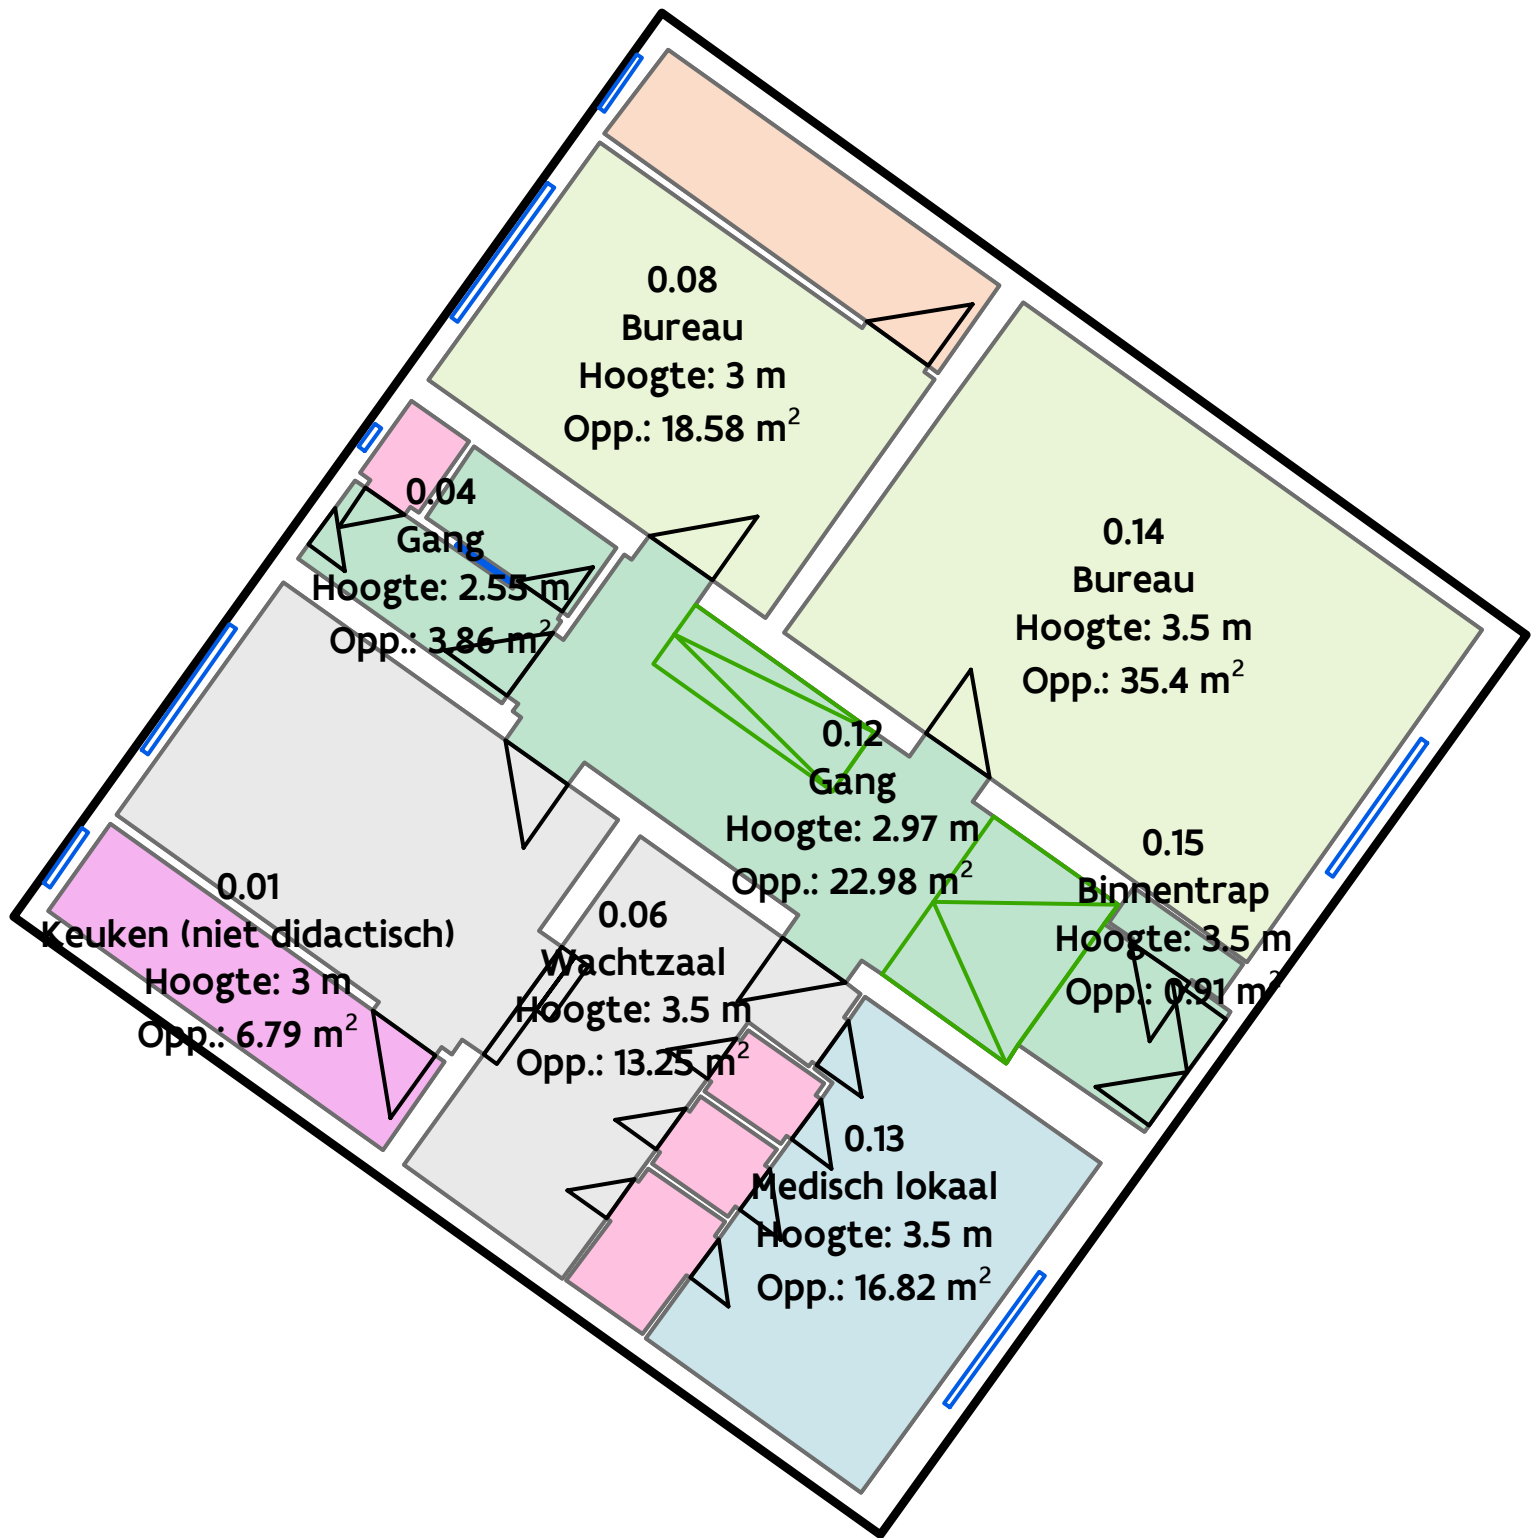 0.08
Bureau
Hoogte: 3 m
Opp.: 18.58 m²
0.04
Gang
Hoogte: 2.55 m
Opp.: 3.86 m²
0.14
Bureau
Hoogte: 3.5 m
Opp.: 35.4 m²
0.12
Gang
Hoogte: 2.97 m
Opp.: 22.98 m²
0.15
Binnentrap
Hoogte: 3.5 m
Opp.: 0.91 m²
0.01
Keuken (niet didactisch)
Hoogte: 3 m
Opp.: 6.79 m²
0.06
Wachtzaal
Hoogte: 3.5 m
Opp.: 13.25 m²
0.13
Medisch lokaal
Hoogte: 3.5 m
Opp.: 16.82 m²